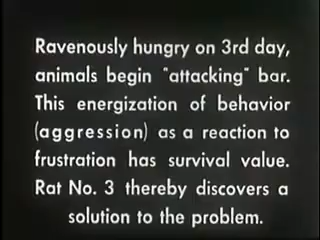 Ravenously hungry on 3rd day,
animals begin "attacking" bar.
This energization of behavior
(aggression) as a reaction to
frustration has survival value.
Rat No. 3 thereby discovers a
solution to the problem.